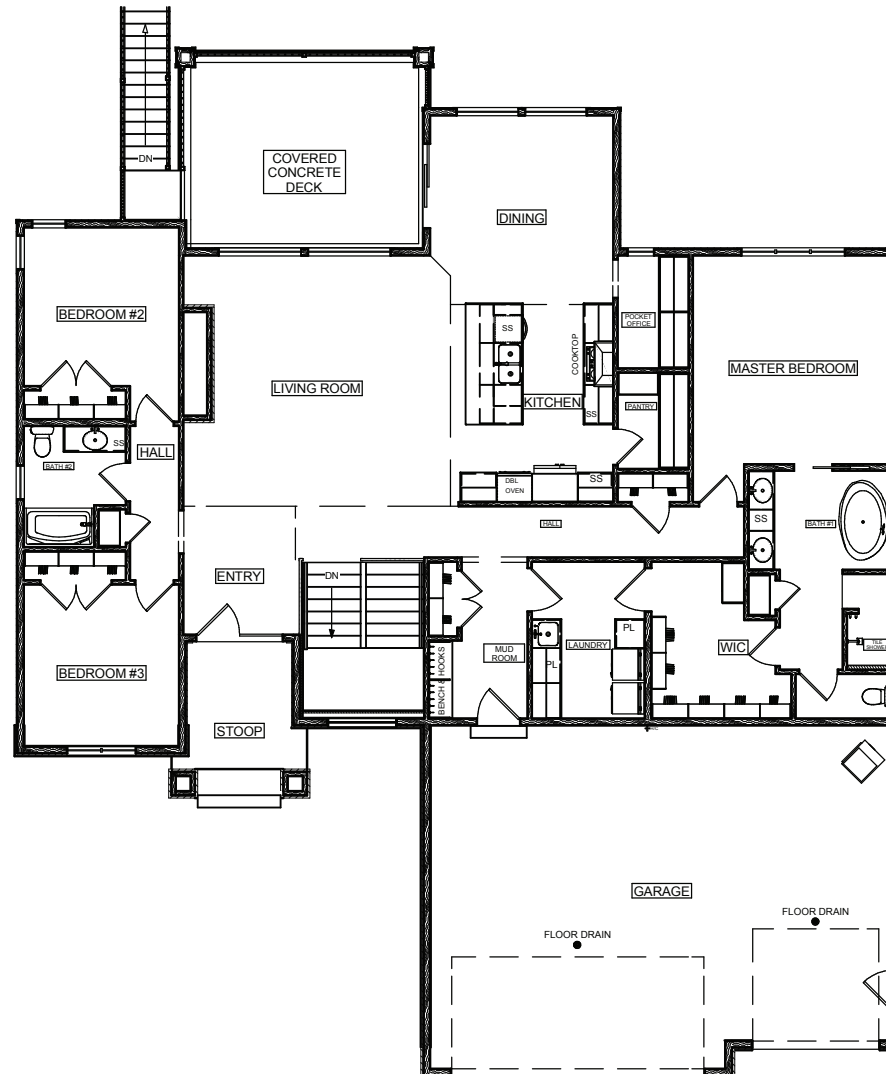 DN
COVERED
CONCRETE
DECK
DINING
BEDROOM #2
SS
COOKTOP
POCKET
OFFICE
MASTER BEDROOM
LIVING ROOM
KITCHEN
SS
PANTRY
SS
HALL
BATH #2
DBL
OVEN
SS
HALL
SS
BATH #1
ENTRY
DN
PL
MUD
ROOM
LAUNDRY
PL
WIC
TILE
SHOWER
BENCH & HOOKS
BEDROOM #3
STOOP
GARAGE
FLOOR DRAIN
FLOOR DRAIN